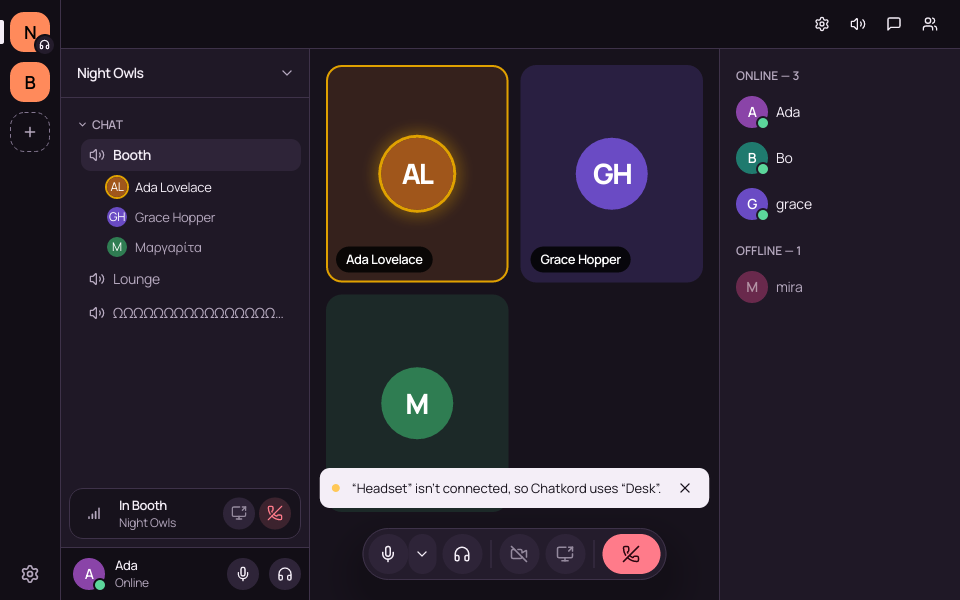 N
B
Night Owls
CHAT
Booth
AL Ada Lovelace
GH Grace Hopper
M Μαργαρίτα
Lounge
ΩΩΩΩΩΩΩΩΩΩΩΩΩΩΩΩ...
In Booth
Night Owls
A
Ada
Online
AL
Ada Lovelace
GH
Grace Hopper
M
“Headset” isn't connected, so Chatkord uses “Desk”.
ONLINE — 3
A Ada
B Bo
G grace
OFFLINE — 1
M mira